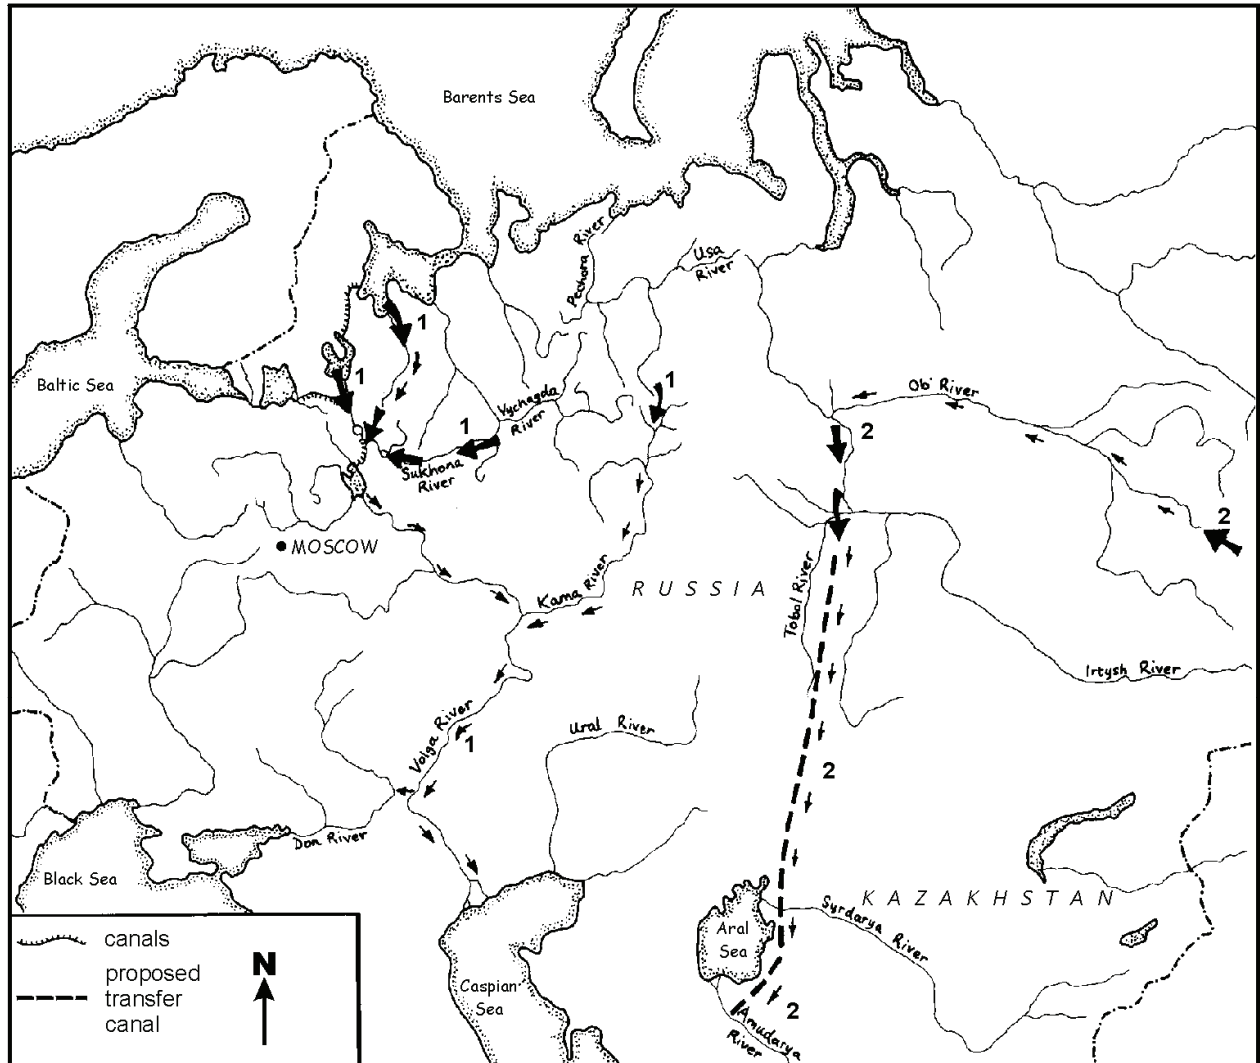 Barents Sea
Pechora River
Usa
River
1
1
1
1
Baltic Sea
Ob' River
Vychagda
River
2
Sukhona
River
2
MOSCOW
Kama River
RUSSIA
Tobol River
Irtysh River
Volga River
1
Ural River
2
Don River
Black Sea
KAZAKHSTAN
Syrdarya River
Aral
Sea
Caspian
Sea
2
Amudarya
River
canals
proposed
transfer
canal
N